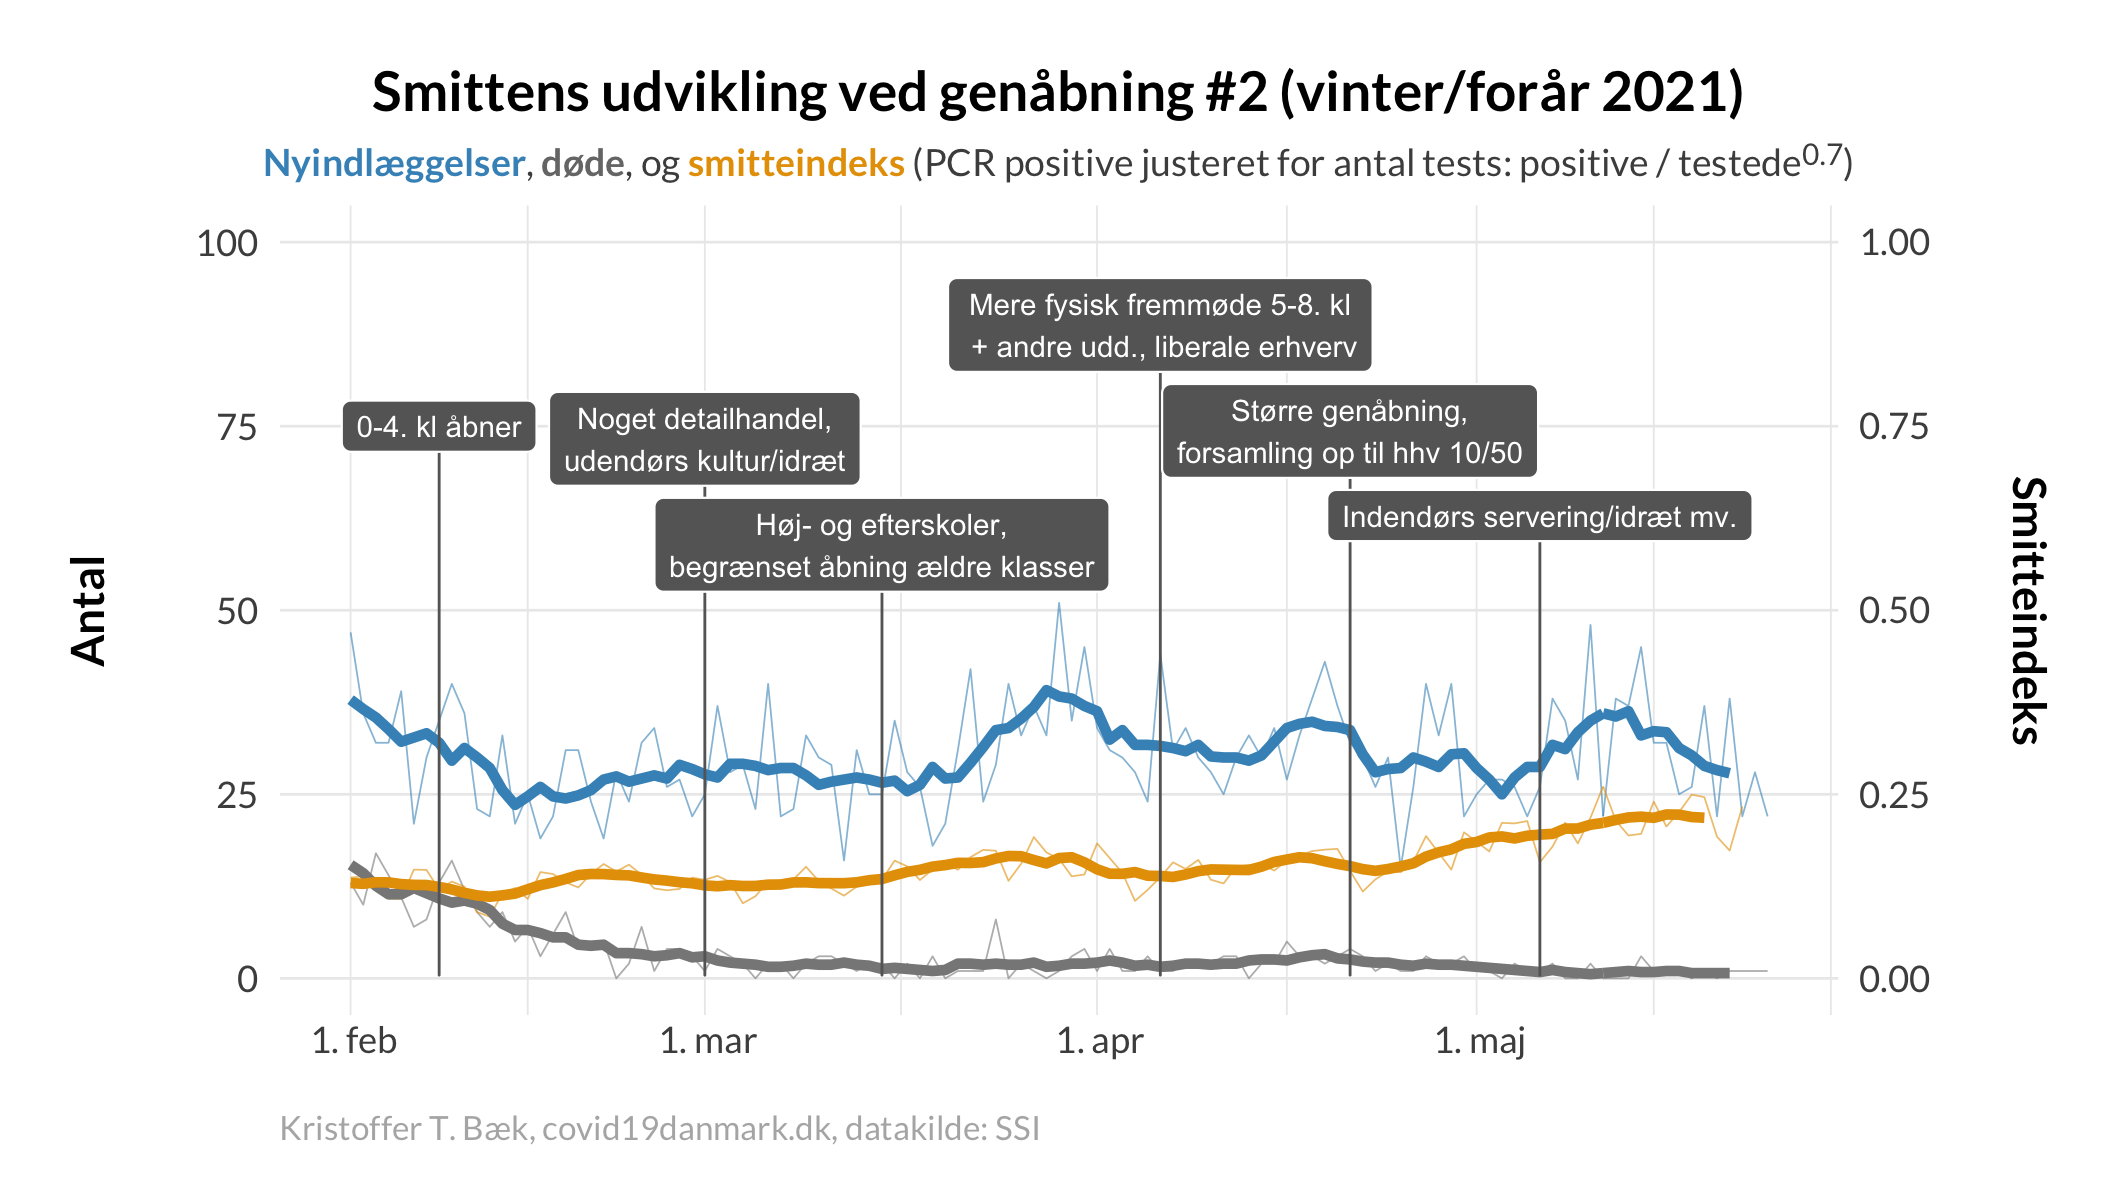 Smittens udvikling ved genåbning #2 (vinter/forår 2021)
Nyindlæggelser, døde, og smitteindeks (PCR positive justeret for antal tests: positive / testede^0.7)
100
75
50
25
0
Antal
1.00
0.75
0.50
0.25
0.00
Smitteindeks
0-4. kl åbner
Noget detailhandel,
udendørs kultur/idræt
Høj- og efterskoler,
begrænset åbning ældre klasser
Mere fysisk fremmøde 5-8. kl
+ andre udd., liberale erhverv
Større genåbning,
forsamling op til hhv 10/50
Indendørs servering/idræt mv.
1. feb
1. mar
1. apr
1. maj
Kristoffer T. Bæk, covid19danmark.dk, datakilde: SSI